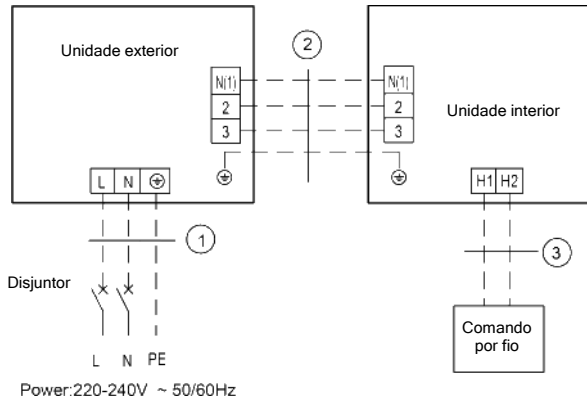 Unidade exterior
2
N(1)
2
3
N(1)
2
3
Unidade interior
L N
H1 H2
1
3
Disjuntor
Comando
por fio
L N PE
Power:220-240V ~ 50/60Hz